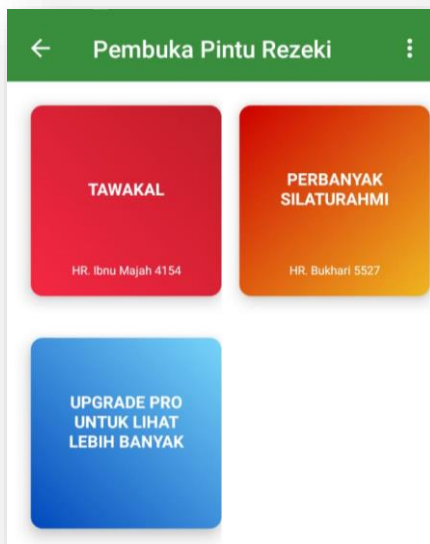 Pembuka Pintu Rezeki
TAWAKAL
HR. Ibnu Majah 4154
PERBANYAK
SILATURAHMI
HR. Bukhari 5527
UPGRADE PRO
UNTUK LIHAT
LEBIH BANYAK